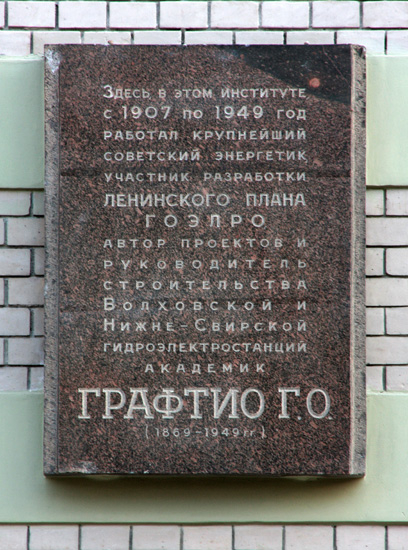 Здесь в этом институте
с 1907 по 1949 год
работал крупнейший
советский энергетик
участник разработки
ленинского плана
ГОЭЛРО
автор проектов и
руководитель
строительства
Волховской и
Нижне-Свирской
гидроэлектростанций
академик
ГРАФТИО Г.О.
(1869-1949гг)